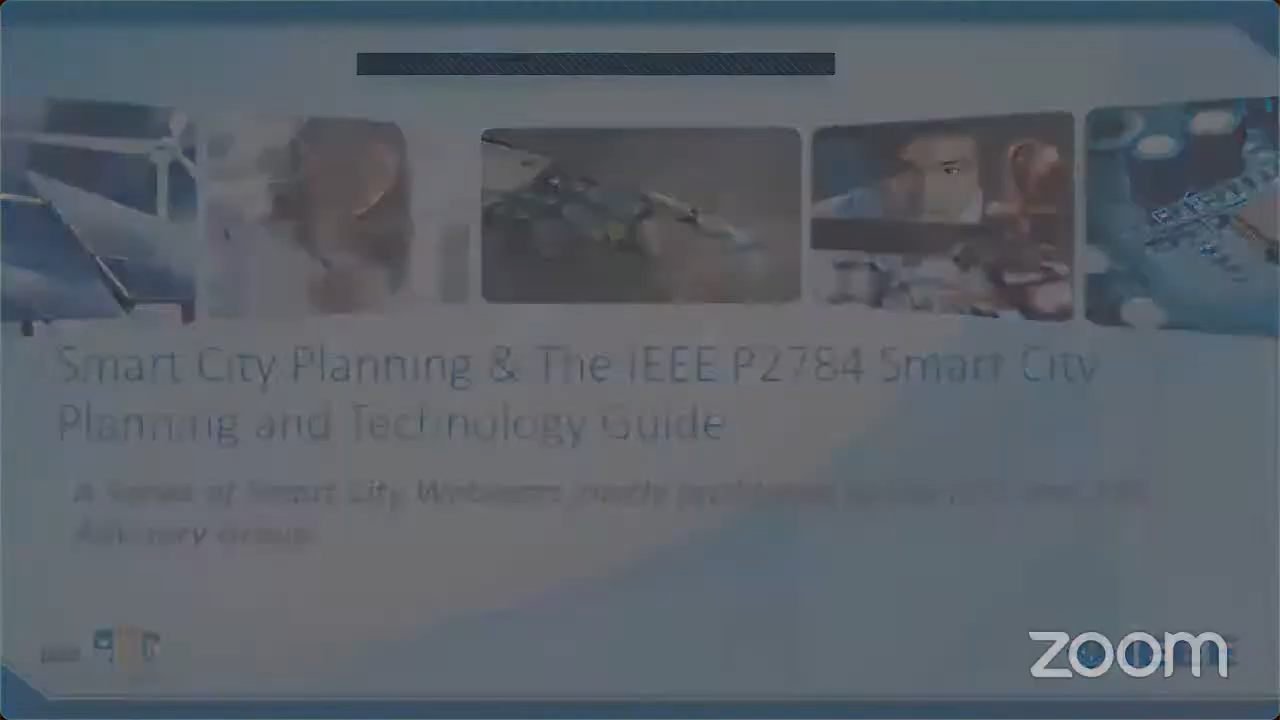 Smart City Planning & The IEEE P2784 Smart City
Planning and Technology Guide
A Series of Smart City Webinars jointly
Advisory Group
zoom